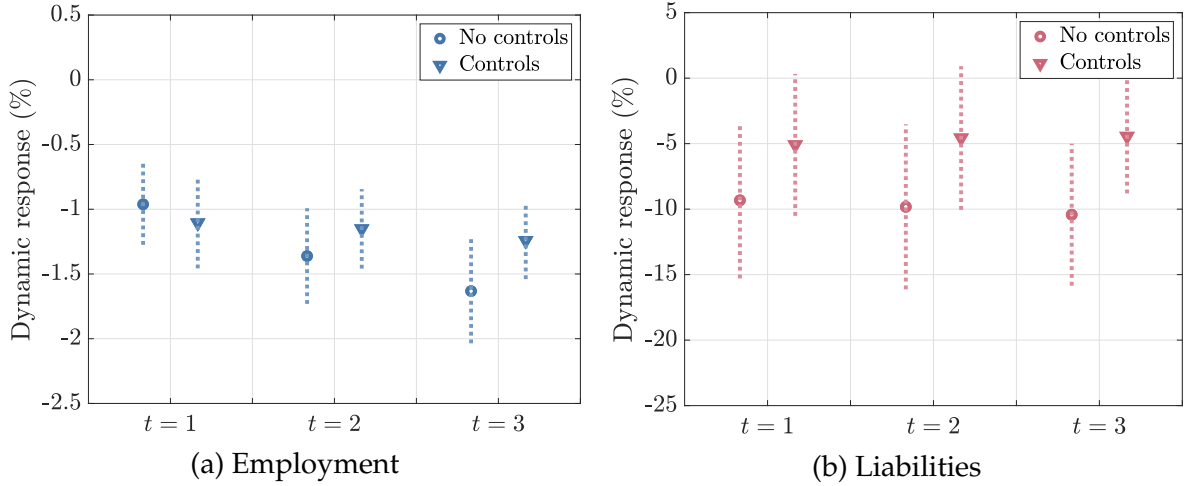 0.5
0
-0.5
-1
-1.5
-2
-2.5
Dynamic response (%)
No controls
Controls
t = 1
t = 2
t = 3
(a) Employment
5
0
-5
-10
-15
-20
-25
Dynamic response (%)
No controls
Controls
t = 1
t = 2
t = 3
(b) Liabilities